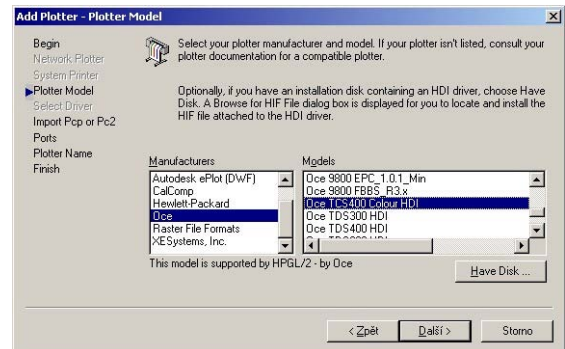 Add Plotter - Plotter Model
Begin
Network Plotter
System Printer
Plotter Model
Select Driver
Import Pcp or Pc2
Ports
Plotter Name
Finish
Select your plotter manufacturer and model. If your plotter isn't listed, consult your
plotter documentation for a compatible plotter.
Optionally, if you have an installation disk containing an HDI driver, choose Have
Disk. A Browse for HIF File dialog box is displayed for you to locate and install the
HIF file attached to the HDI driver.
Manufacturers
Autodesk ePlot (DWF)
CalComp
Hewlett-Packard
Oce
Raster File Formats
XESystems, Inc.
Models
Oce 9800 EPC_1.0.1_Min
Oce 9800 FBBS_R3.x
Oce TCS400 Colour HDI
Oce TDS300 HDI
Oce TDS400 HDI
This model is supported by HPGL/2 - by Oce
Have Disk ...
< Zpět
Další >
Storno